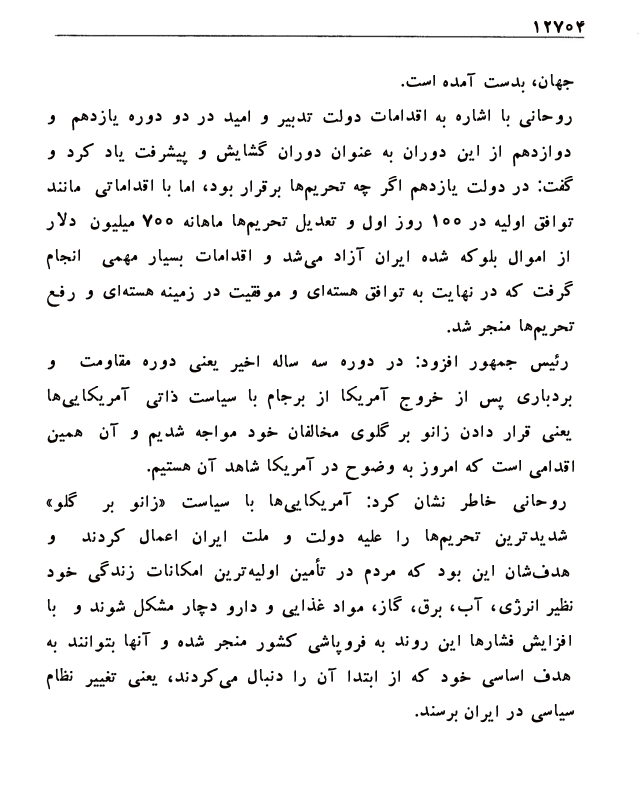 ۱۲۷۰۴
جهان، بدست آمده است.
روحانی با اشاره به اقدامات دولت تدبیر و امید در دو دوره یازدهم و
دوازدهم از این دوران به عنوان دوران گشایش و پیشرفت یاد کرد و
گفت: در دولت یازدهم اگر چه تحریم‌ها برقرار بود، اما با اقداماتی مانند
توافق اولیه در ۱۰۰ روز اول و تعدیل تحریم‌ها ماهانه ۷۰۰ میلیون دلار
از اموال بلوکه شده ایران آزاد می‌شد و اقدامات بسیار مهمی انجام
گرفت که در نهایت به توافق هسته‌ای و موفقیت در زمینه هسته‌ای و رفع
تحریم‌ها منجر شد.
رئیس جمهور افزود: در دوره سه ساله اخیر یعنی دوره مقاومت و
بردباری پس از خروج آمریکا از برجام با سیاست ذاتی آمریکایی‌ها
یعنی قرار دادن زانو بر گلوی مخالفان خود مواجه شدیم و آن همین
اقدامی است که امروز به وضوح در آمریکا شاهد آن هستیم.
روحانی خاطر نشان کرد: آمریکایی‌ها با سیاست «زانو بر گلو»
شدیدترین تحریم‌ها را علیه دولت و ملت ایران اعمال کردند و
هدف‌شان این بود که مردم در تأمین اولیه‌ترین امکانات زندگی خود
نظیر انرژی، آب، برق، گاز، مواد غذایی و دارو دچار مشکل شوند و با
افزایش فشارها این روند به فروپاشی کشور منجر شده و آنها بتوانند به
هدف اساسی خود که از ابتدا آن را دنبال می‌کردند، یعنی تغییر نظام
سیاسی در ایران برسند.